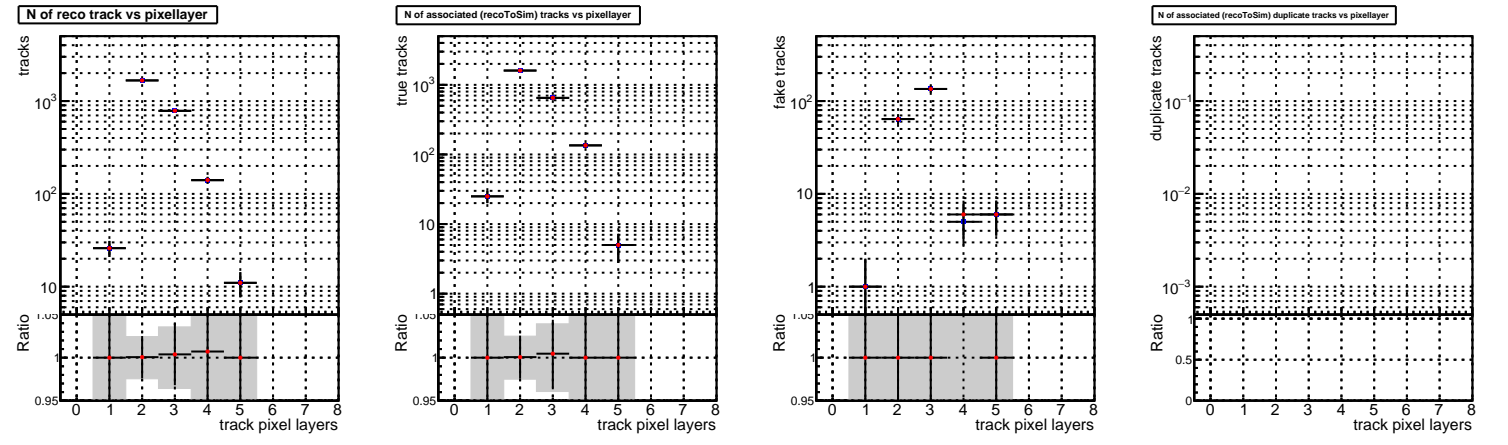 N of reco track vs pixellayer
tracks
10³
10²
10
Ratio
1.05
1
0.95
0 1 2 3 4 5 6 7 8
track pixel layers
N of associated (recoToSim) tracks vs pixellayer
true tracks
10³
10²
10
1
Ratio
1.05
1
0.95
0 1 2 3 4 5 6 7 8
track pixel layers
fake tracks
10²
10
1
Ratio
1.05
1
0.95
0 1 2 3 4 5 6 7 8
track pixel layers
N of associated (recoToSim) duplicate tracks vs pixellayer
duplicate tracks
10⁻¹
10⁻²
10⁻³
Ratio
1
0.5
0
0 1 2 3 4 5 6 7 8
track pixel layers